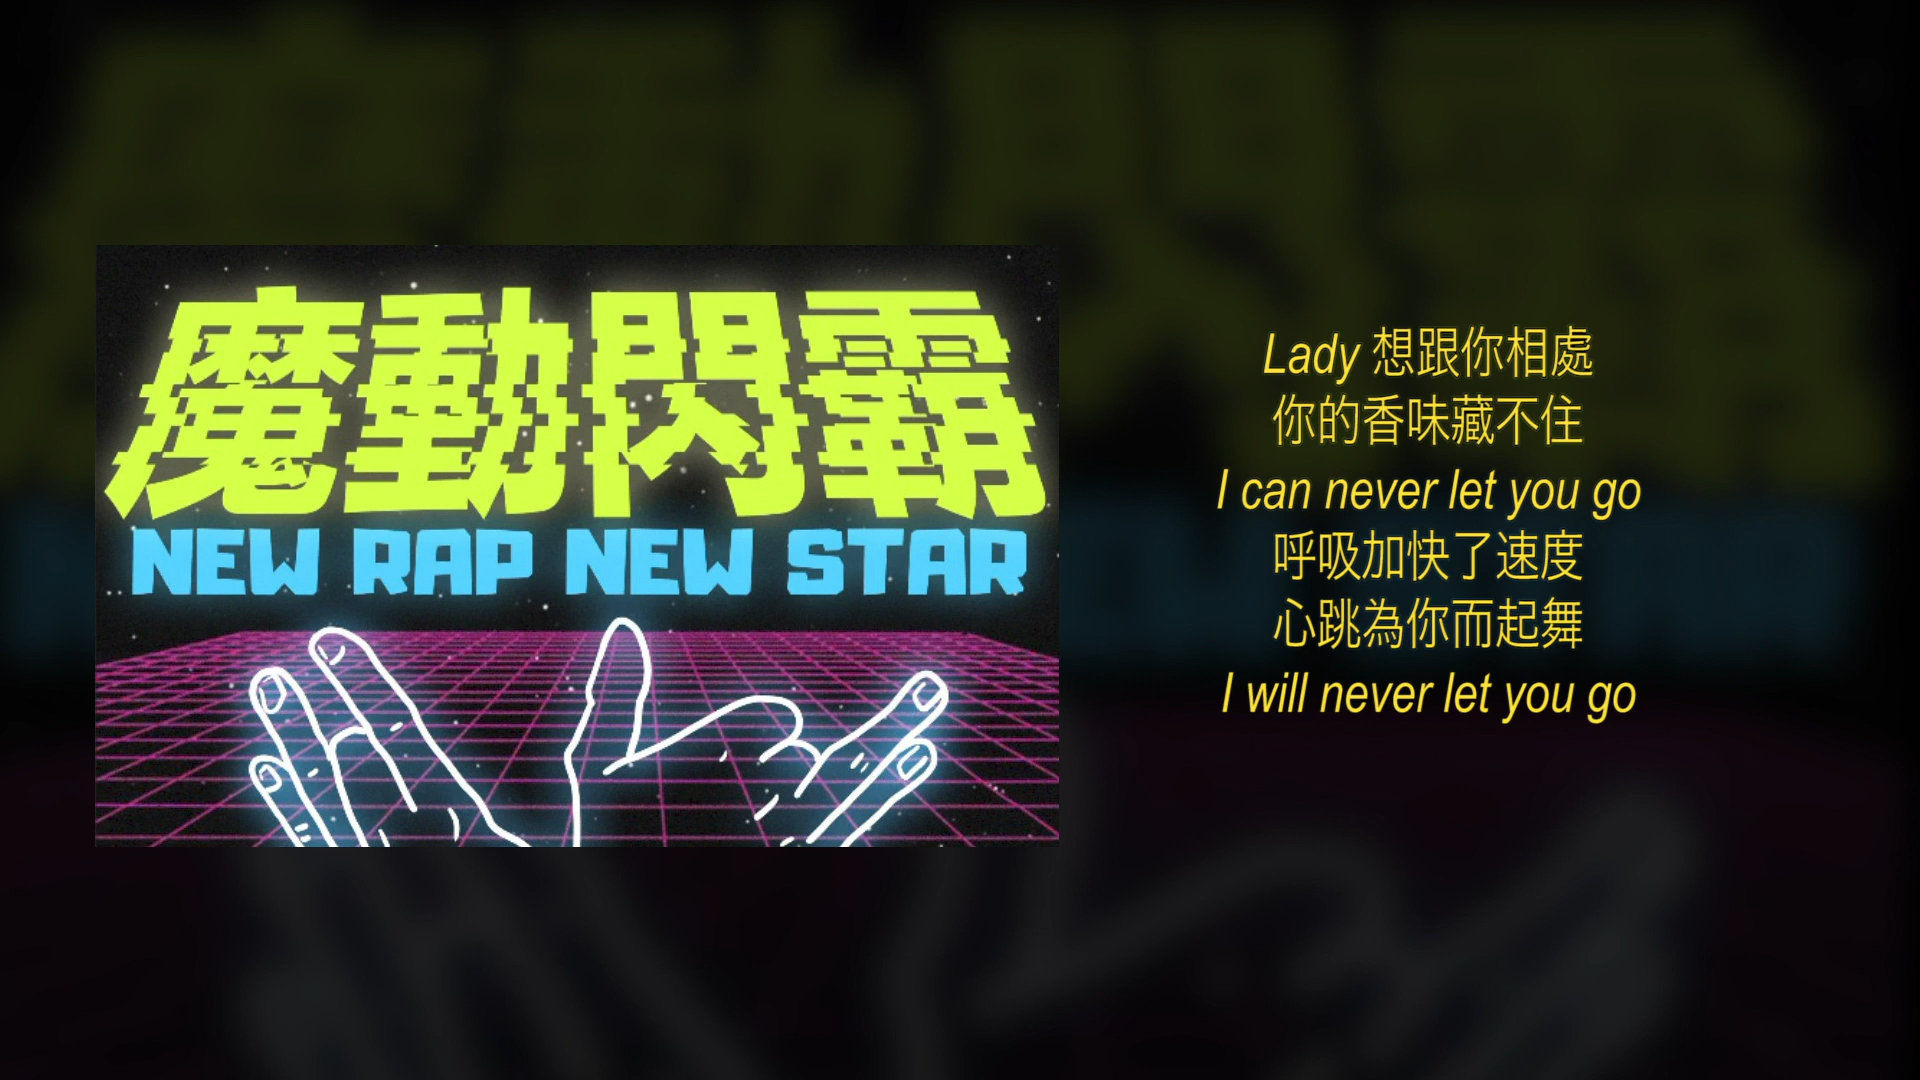 魔動閃霸
NEW RAP NEW STAR
Lady 想跟你相處
你的香味藏不住
I can never let you go
呼吸加快了速度
心跳為你而起舞
I will never let you go